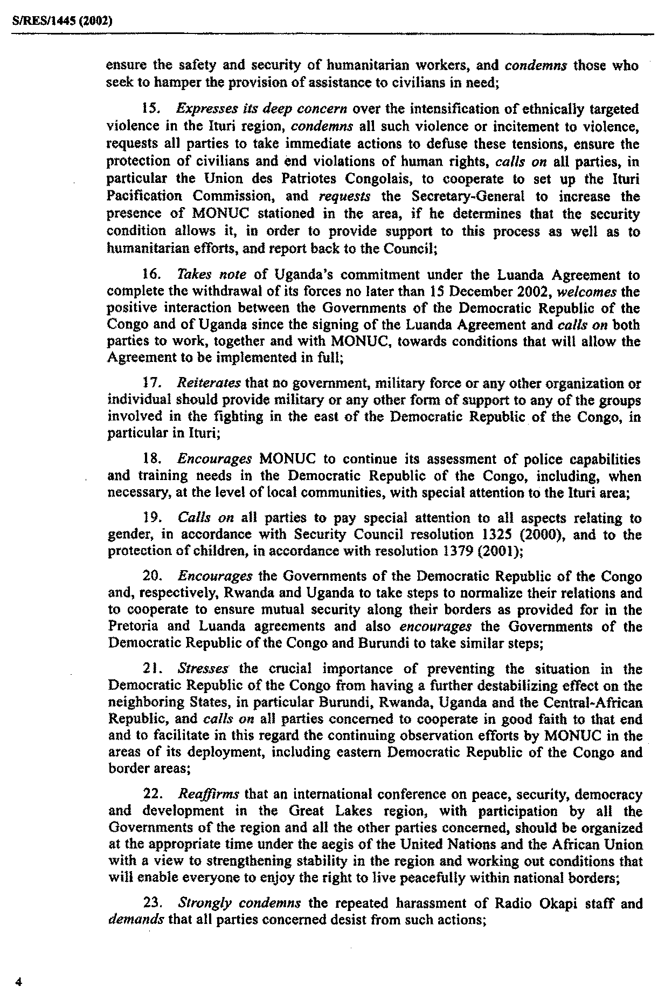 S/RES/1445 (2002)
ensure the safety and security of humanitarian workers, and condemns those who
seek to hamper the provision of assistance to civilians in need;
15. Expresses its deep concern over the intensification of ethnically targeted
violence in the Ituri region, condemns all such violence or incitement to violence,
requests all parties to take immediate actions to defuse these tensions, ensure the
protection of civilians and end violations of human rights, calls on all parties, in
particular the Union des Patriotes Congolais, to cooperate to set up the Ituri
Pacification Commission, and requests the Secretary-General to increase the
presence of MONUC stationed in the area, if he determines that the security
condition allows it, in order to provide support to this process as well as to
humanitarian efforts, and report back to the Council;
16. Takes note of Uganda's commitment under the Luanda Agreement to
complete the withdrawal of its forces no later than 15 December 2002, welcomes the
positive interaction between the Governments of the Democratic Republic of the
Congo and of Uganda since the signing of the Luanda Agreement and calls on both
parties to work, together and with MONUC, towards conditions that will allow the
Agreement to be implemented in full;
17. Reiterates that no government, military force or any other organization or
individual should provide military or any other form of support to any of the groups
involved in the fighting in the east of the Democratic Republic of the Congo, in
particular in Ituri;
18. Encourages MONUC to continue its assessment of police capabilities
and training needs in the Democratic Republic of the Congo, including, when
necessary, at the level of local communities, with special attention to the Ituri area;
19. Calls on all parties to pay special attention to all aspects relating to
gender, in accordance with Security Council resolution 1325 (2000), and to the
protection of children, in accordance with resolution 1379 (2001);
20. Encourages the Governments of the Democratic Republic of the Congo
and, respectively, Rwanda and Uganda to take steps to normalize their relations and
to cooperate to ensure mutual security along their borders as provided for in the
Pretoria and Luanda agreements and also encourages the Governments of the
Democratic Republic of the Congo and Burundi to take similar steps;
21. Stresses the crucial importance of preventing the situation in the
Democratic Republic of the Congo from having a further destabilizing effect on the
neighboring States, in particular Burundi, Rwanda, Uganda and the Central-African
Republic, and calls on all parties concerned to cooperate in good faith to that end
and to facilitate in this regard the continuing observation efforts by MONUC in the
areas of its deployment, including eastern Democratic Republic of the Congo and
border areas;
22. Reaffirms that an international conference on peace, security, democracy
and development in the Great Lakes region, with participation by all the
Governments of the region and all the other parties concerned, should be organized
at the appropriate time under the aegis of the United Nations and the African Union
with a view to strengthening stability in the region and working out conditions that
will enable everyone to enjoy the right to live peacefully within national borders;
23. Strongly condemns the repeated harassment of Radio Okapi staff and
demands that all parties concerned desist from such actions;
4